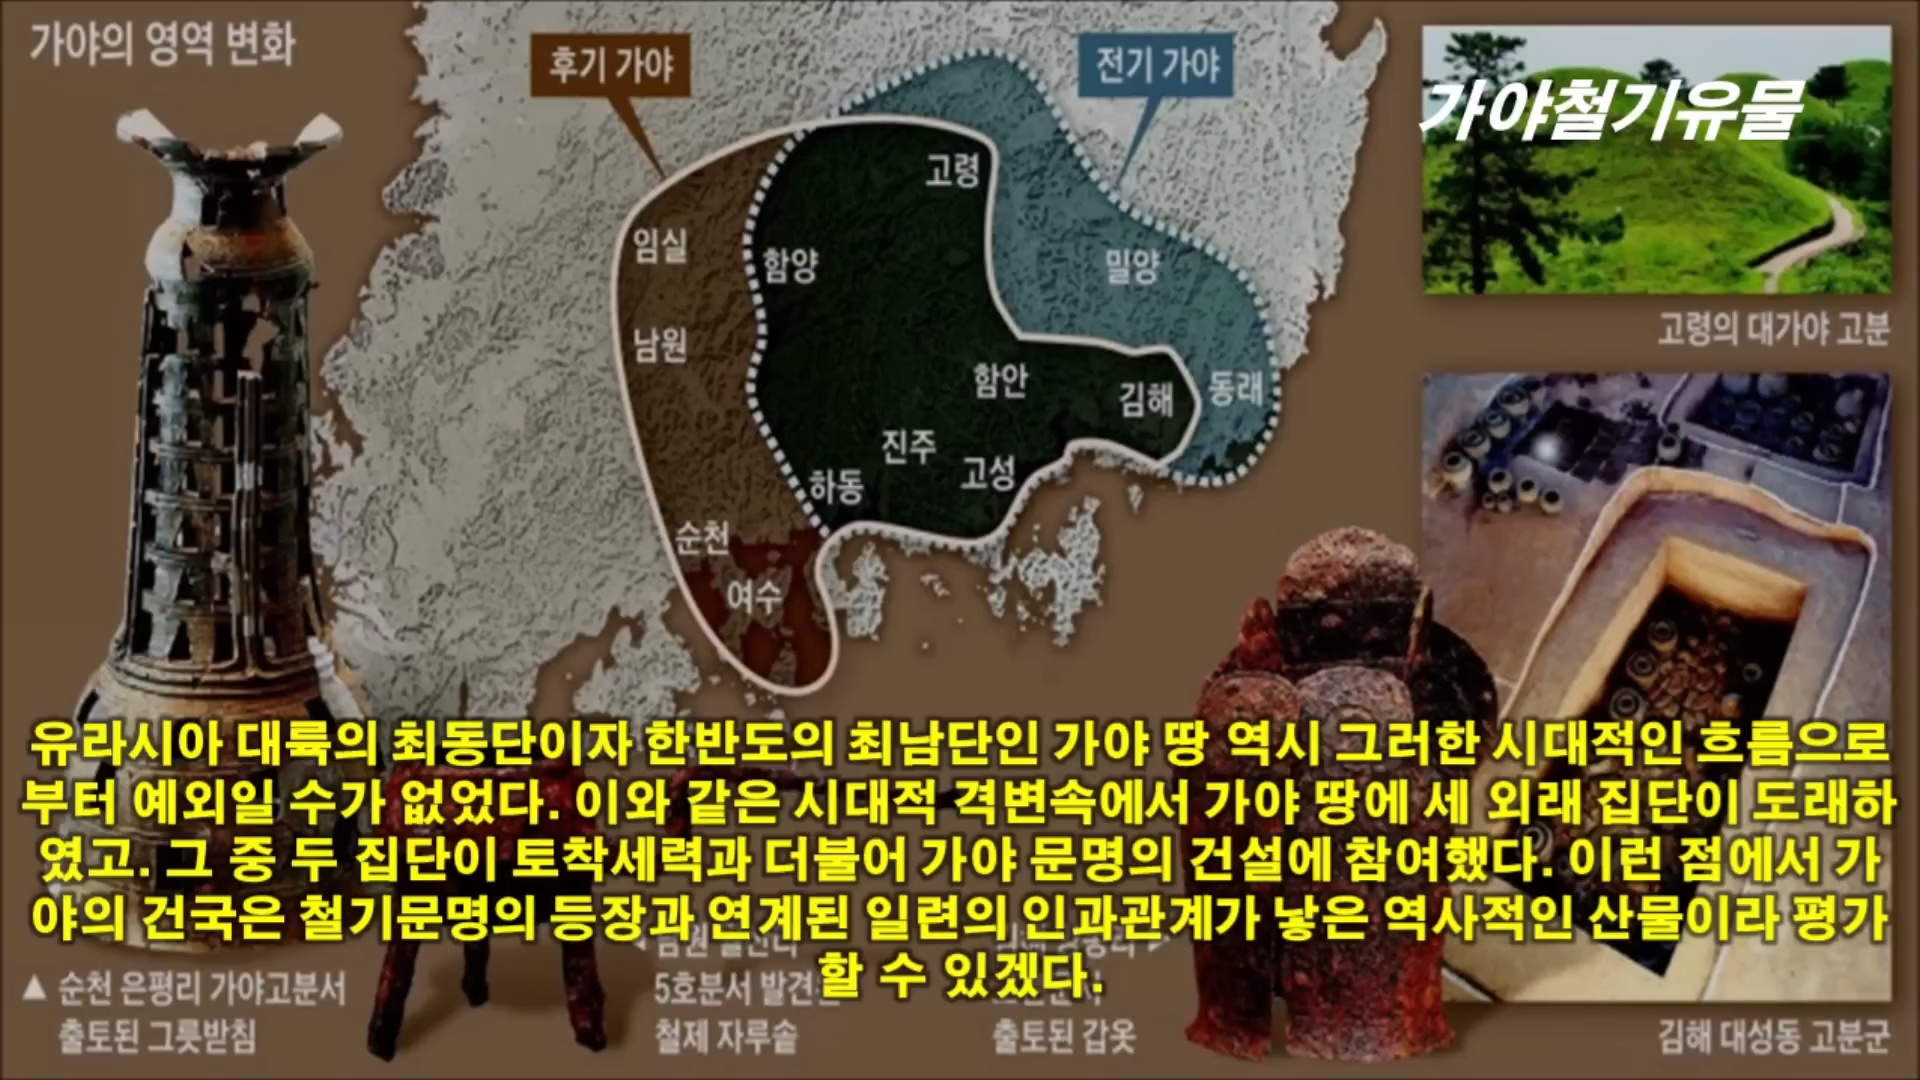 가야의 영역 변화
후기 가야
전기 가야
가야철기유물
고령
임실
함양
밀양
남원
고령의 대가야 고분
함안
김해
동래
진주
고성
하동
순천
여수
유라시아 대륙의 최동단이자 한반도의 최남단인 가야 땅 역시 그러한 시대적인 흐름으로
부터 예외일 수가 없었다. 이와 같은 시대적 격변속에서 가야 땅에 세 외래 집단이 도래하
였고. 그 중 두 집단이 토착세력과 더불어 가야 문명의 건설에 참여했다. 이런 점에서 가
야의 건국은 철기문명의 등장과 연계된 일련의 인과관계가 낳은 역사적인 산물이라 평가
할 수 있겠다.
▲ 순천 은평리 가야고분서
출토된 그릇받침
남원
5호분서
철제 자루솥
출토된 갑옷
김해 대성동 고분군